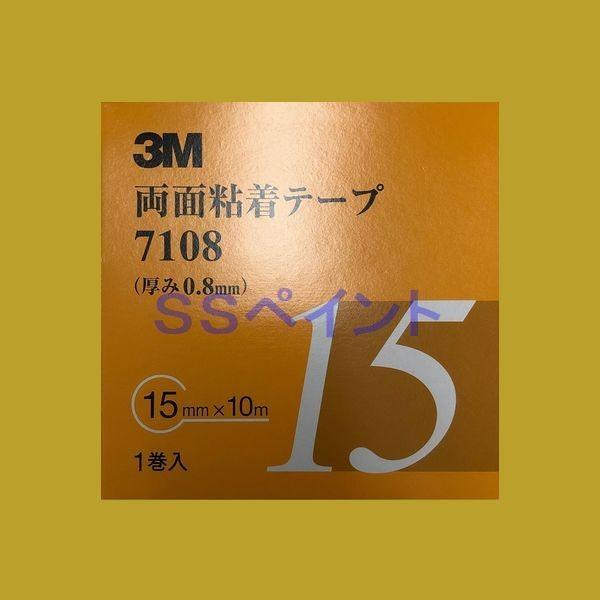 3M
両面粘着テープ
7108
(厚み0.8mm)
SSペイント
15
15mm×10m
1巻入